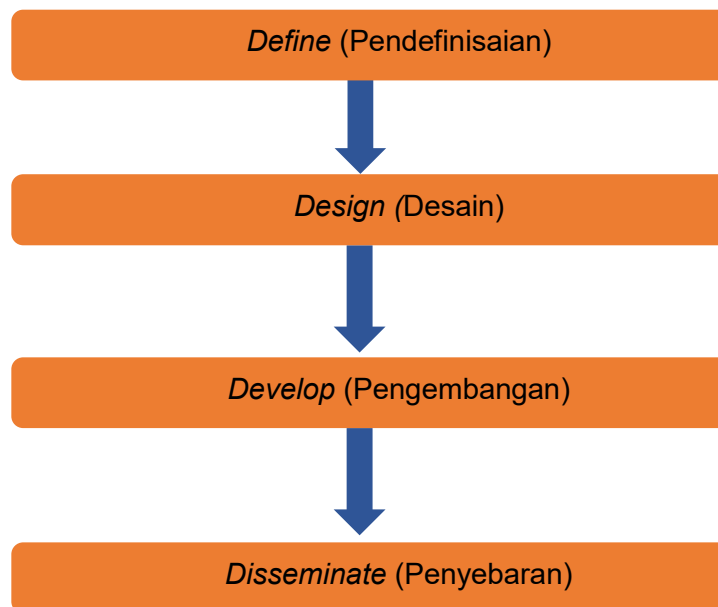 Define (Pendefinisaian)
Design (Desain)
Develop (Pengembangan)
Disseminate (Penyebaran)